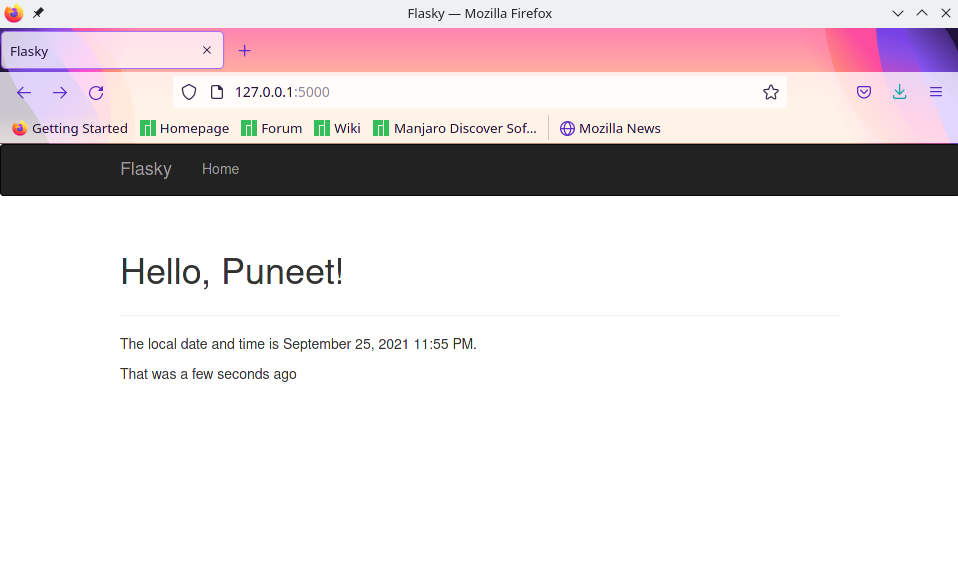 Flasky — Mozilla Firefox
Flasky
127.0.0.1:5000
Getting Started Homepage Forum Wiki Manjaro Discover Sof... Mozilla News
Flasky Home
Hello, Puneet!
The local date and time is September 25, 2021 11:55 PM.
That was a few seconds ago